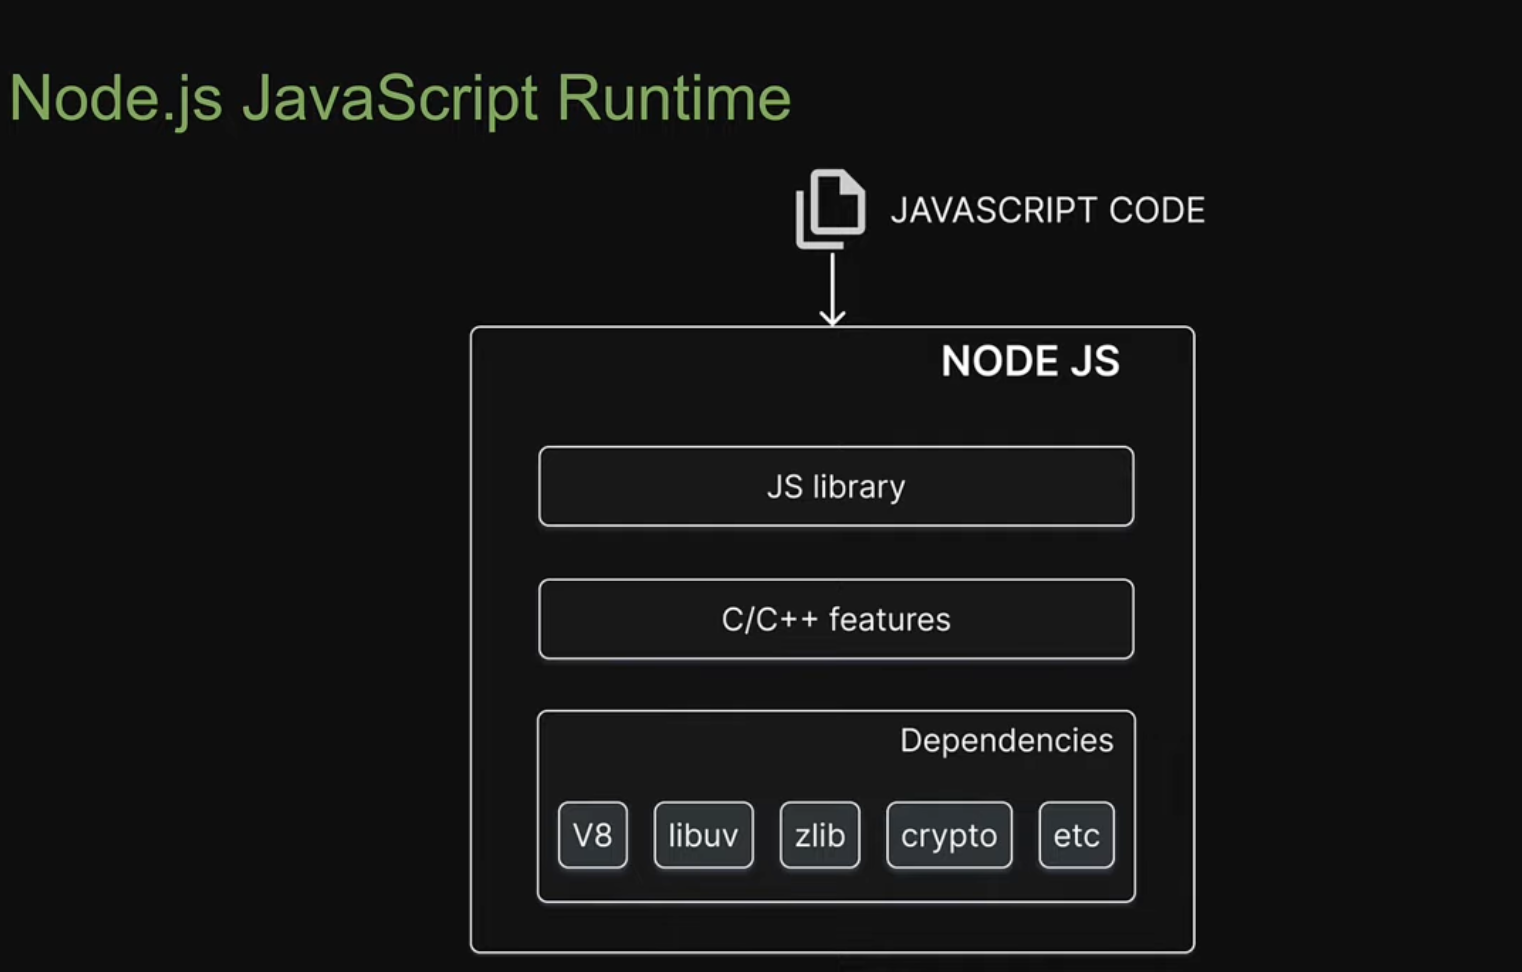 Node.js JavaScript Runtime
JAVASCRIPT CODE
NODE JS
JS library
C/C++ features
Dependencies
V8 libuv zlib crypto etc